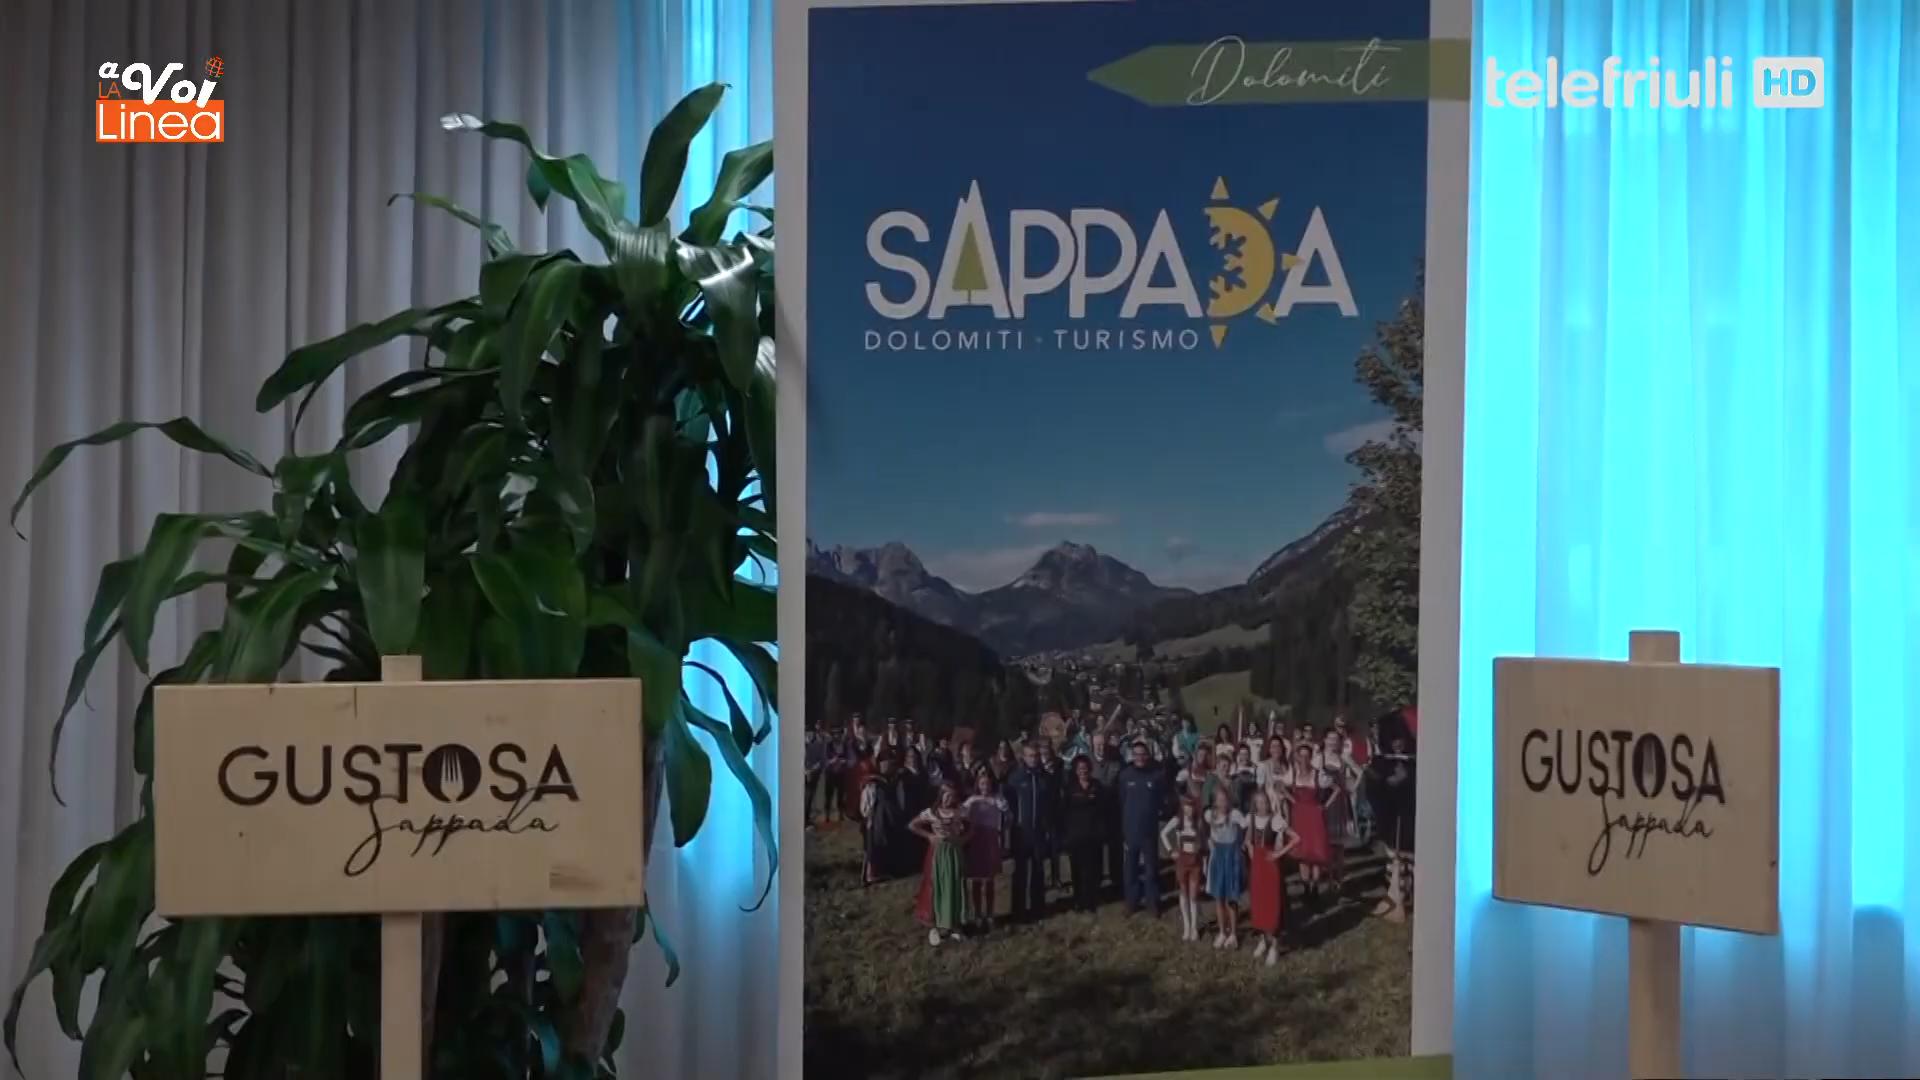 a Voi
LA
Linea
Dolomiti
telefriuli HD
SAPPADA
DOLOMITI · TURISMO
GUSTOSA
Sappada
GUSTOSA
Sappada